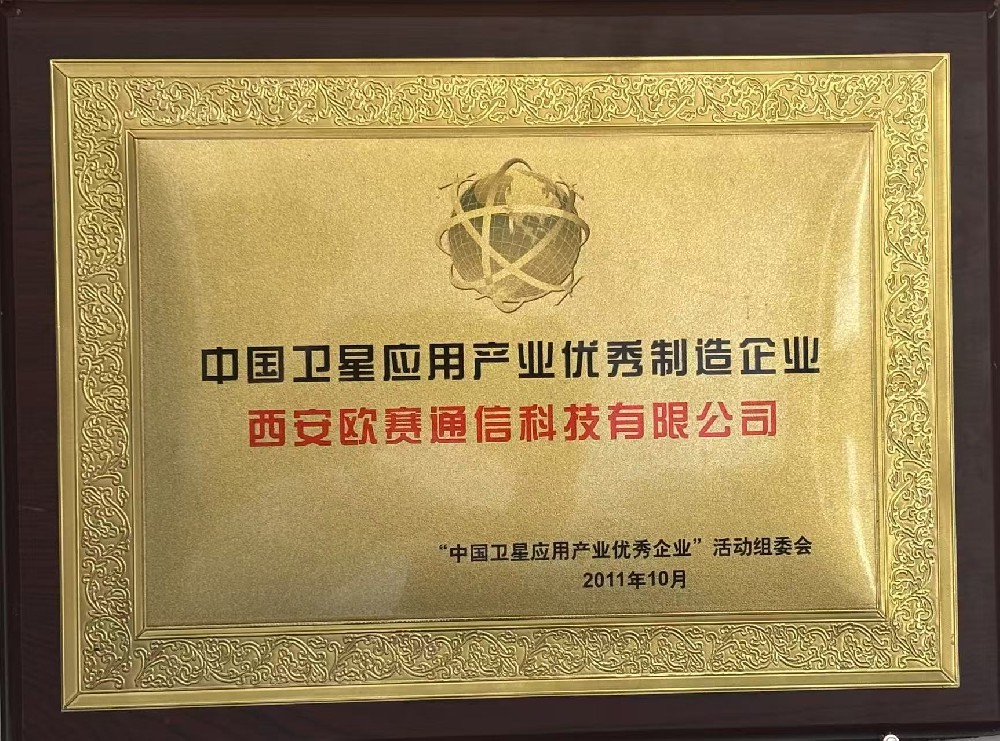 中国卫星应用产业优秀制造企业
西安欧赛通信科技有限公司
“中国卫星应用产业优秀企业”活动组委会
2011年10月